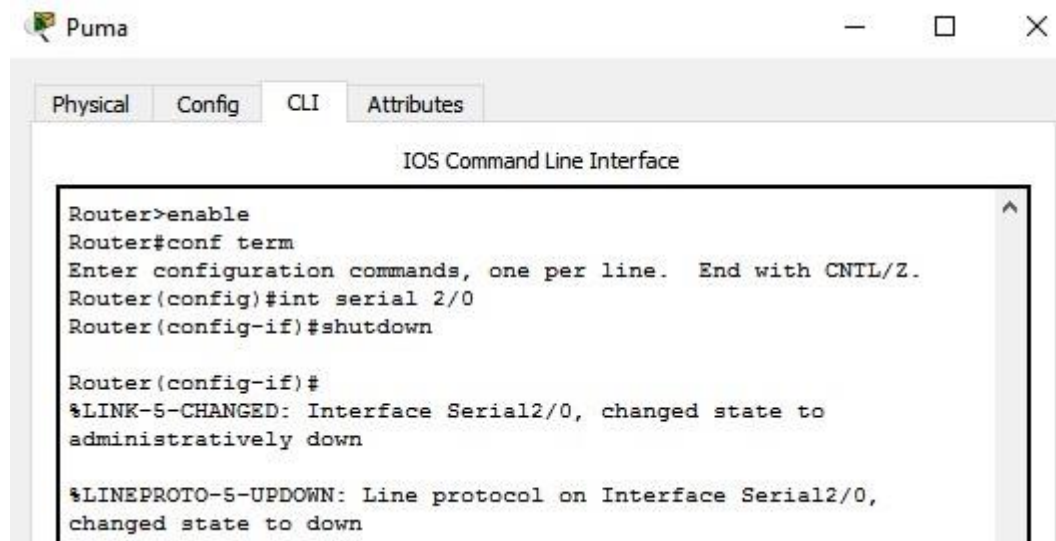 Puma
Physical Config CLI Attributes
IOS Command Line Interface
Router>enable
Router#conf term
Enter configuration commands, one per line.  End with CNTL/Z.
Router(config)#int serial 2/0
Router(config-if)#shutdown
Router(config-if)#
%LINK-5-CHANGED: Interface Serial2/0, changed state to
administratively down
%LINEPROTO-5-UPDOWN: Line protocol on Interface Serial2/0,
changed state to down